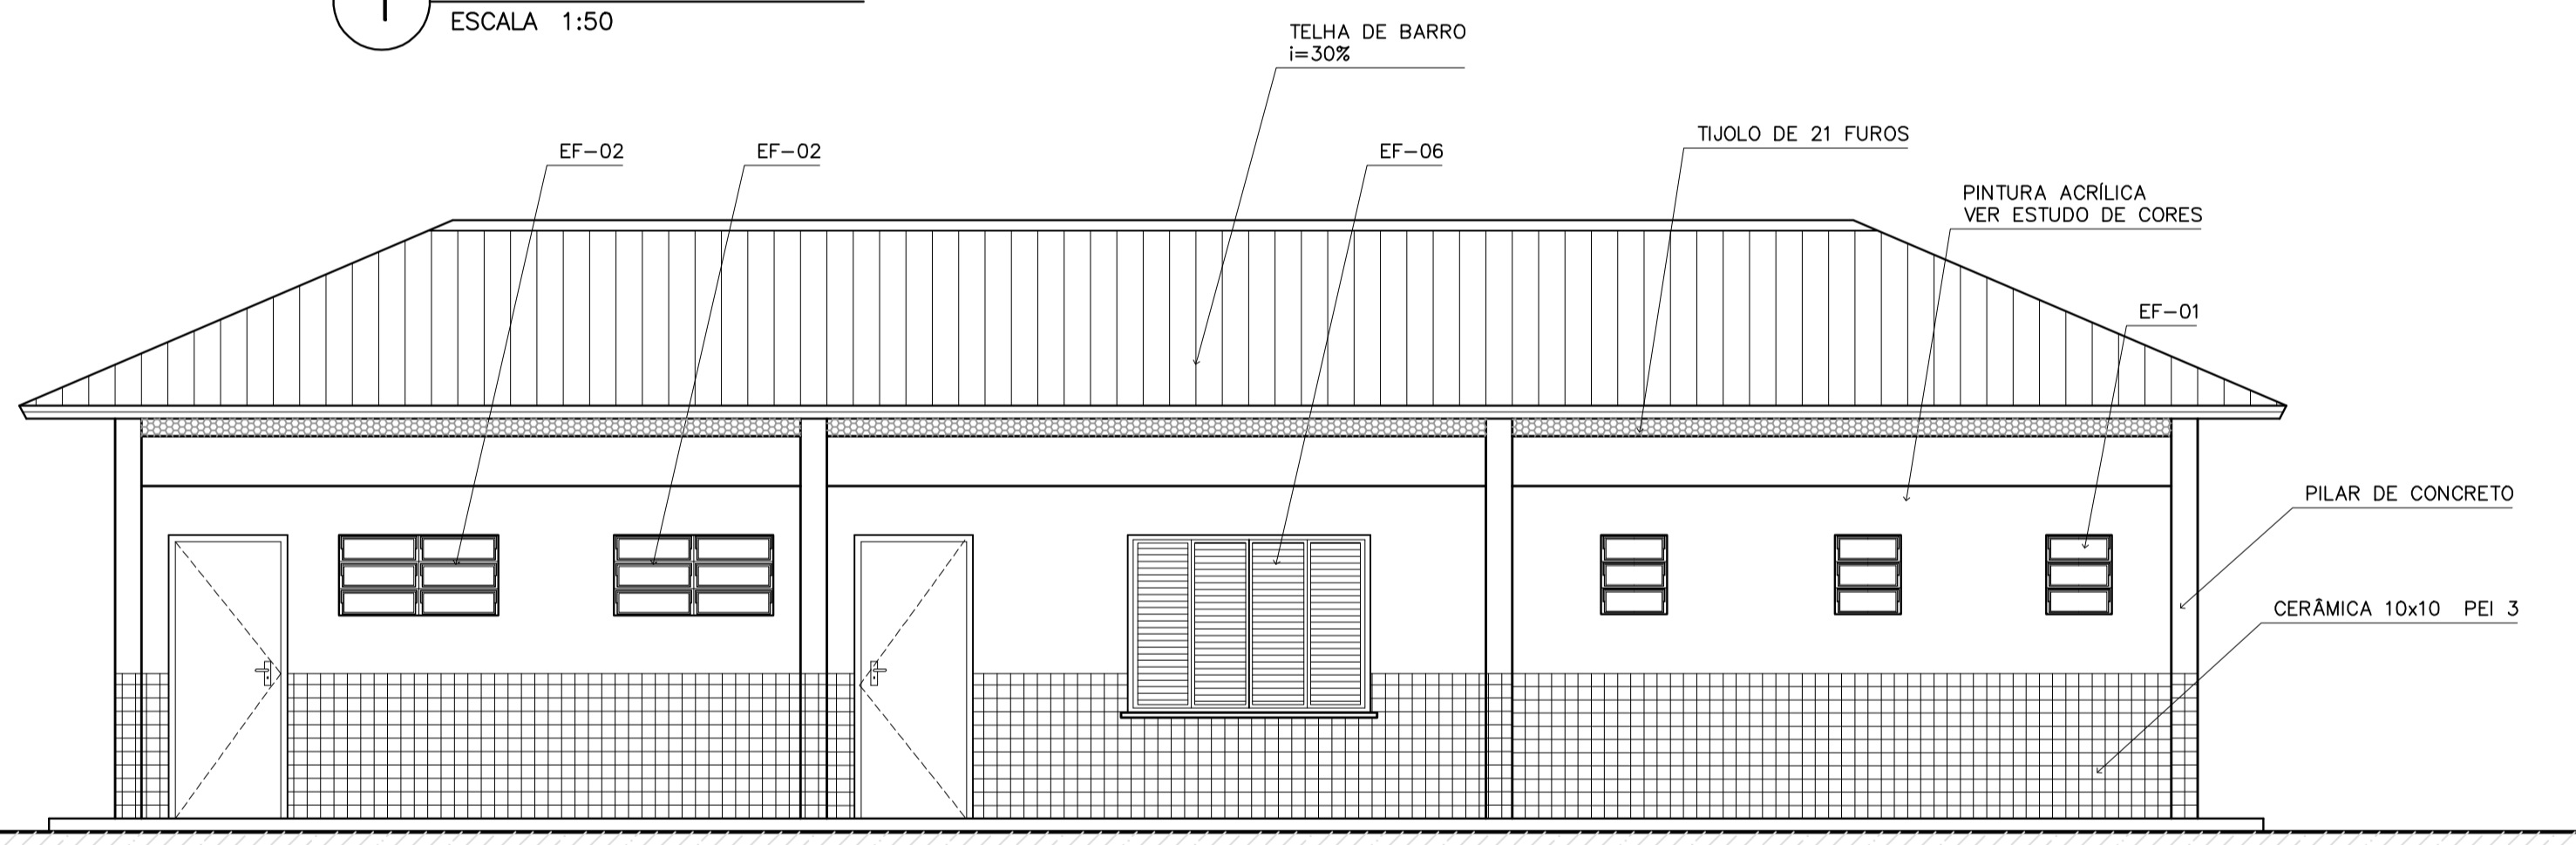 1
ESCALA 1:50
TELHA DE BARRO
i=30%
TIJOLO DE 21 FUROS
EF-02
EF-02
EF-06
PINTURA ACRÍLICA
VER ESTUDO DE CORES
EF-01
PILAR DE CONCRETO
CERÂMICA 10x10 PEI 3